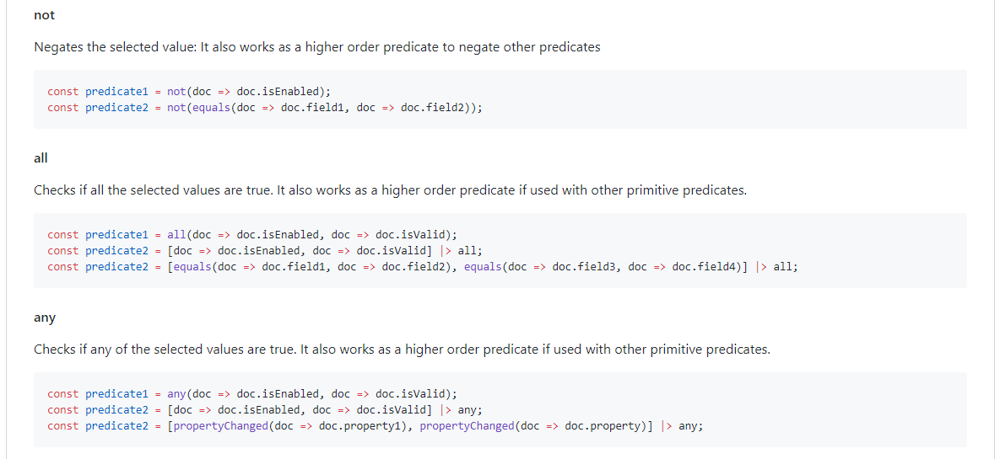 not
Negates the selected value: It also works as a higher order predicate to negate other predicates
const predicate1 = not(doc => doc.isEnabled);
const predicate2 = not(equals(doc => doc.field1, doc => doc.field2));
all
Checks if all the selected values are true. It also works as a higher order predicate if used with other primitive predicates.
const predicate1 = all(doc => doc.isEnabled, doc => doc.isValid);
const predicate2 = [doc => doc.isEnabled, doc => doc.isValid] |> all;
const predicate2 = [equals(doc => doc.field1, doc => doc.field2), equals(doc => doc.field3, doc => doc.field4)] |> all;
any
Checks if any of the selected values are true. It also works as a higher order predicate if used with other primitive predicates.
const predicate1 = any(doc => doc.isEnabled, doc => doc.isValid);
const predicate2 = [doc => doc.isEnabled, doc => doc.isValid] |> any;
const predicate2 = [propertyChanged(doc => doc.property1), propertyChanged(doc => doc.property)] |> any;